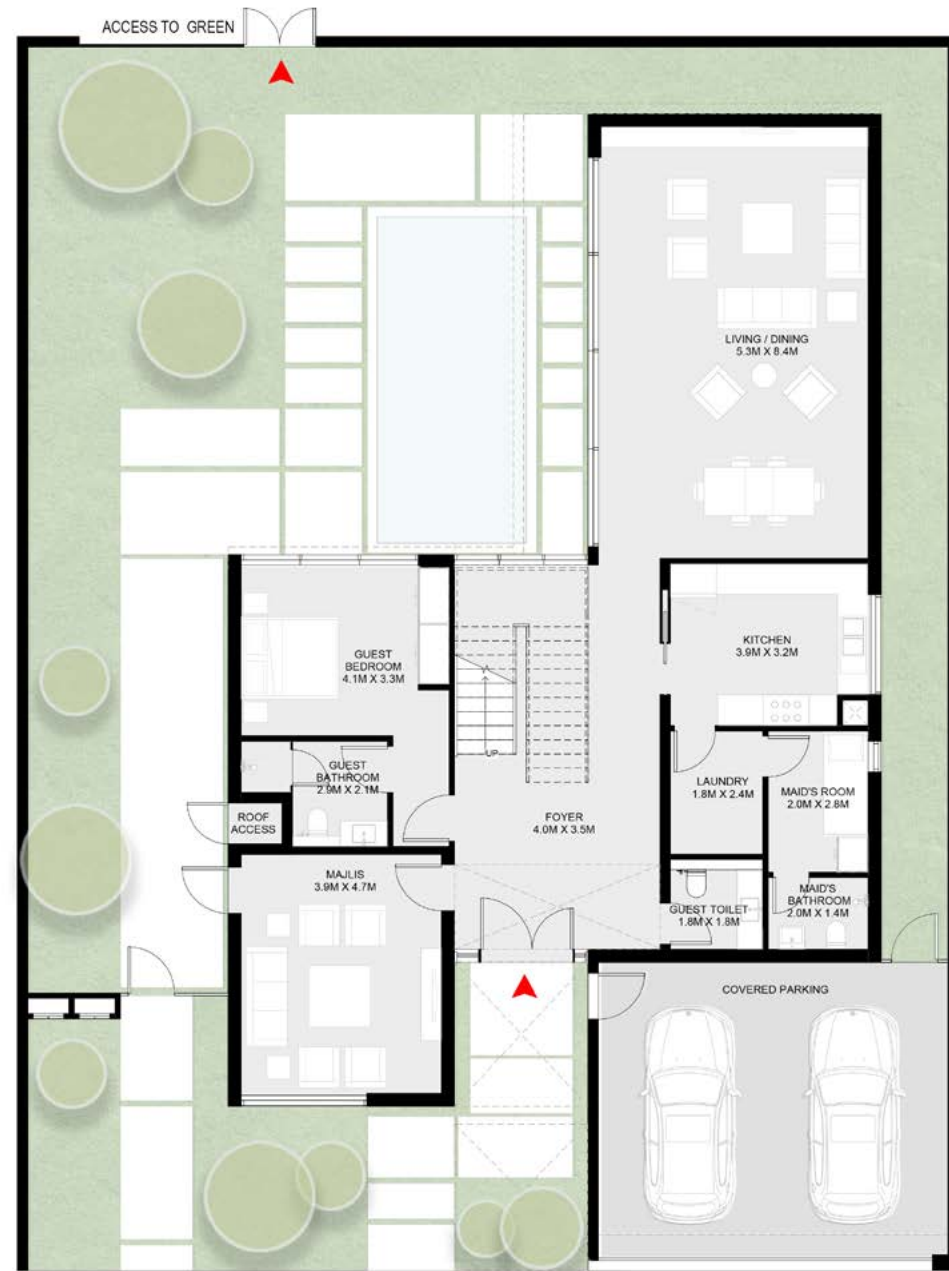 ACCESS TO GREEN
LIVING / DINING
5.3M X 8.4M
GUEST
BEDROOM
4.1M X 3.3M
KITCHEN
3.9M X 3.2M
UP
GUEST
BATHROOM
2.9M X 2.1M
LAUNDRY
1.8M X 2.4M
MAID'S ROOM
2.0M X 2.8M
ROOF
ACCESS
FOYER
4.0M X 3.5M
MAJLIS
3.9M X 4.7M
GUEST TOILET
1.8M X 1.8M
MAID'S
BATHROOM
2.0M X 1.4M
COVERED PARKING